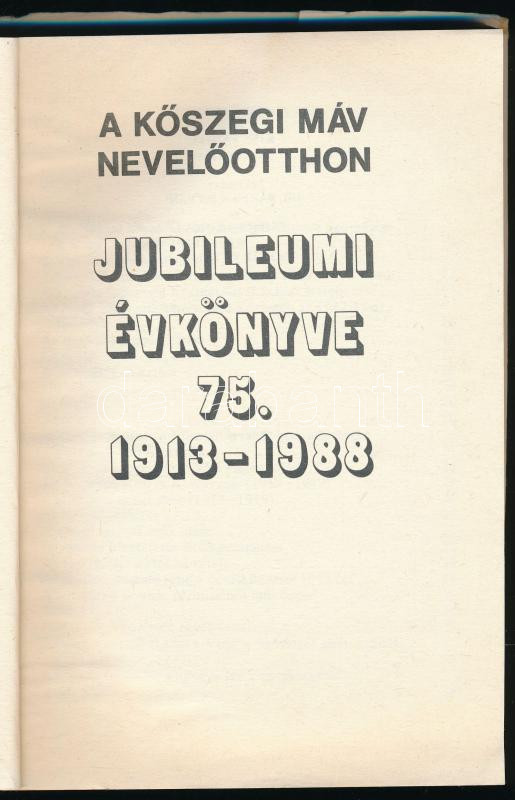 A KŐSZEGI MÁV
NEVELŐOTTHON
JUBILEUMI
ÉVKÖNYVE
75.
1913-1988